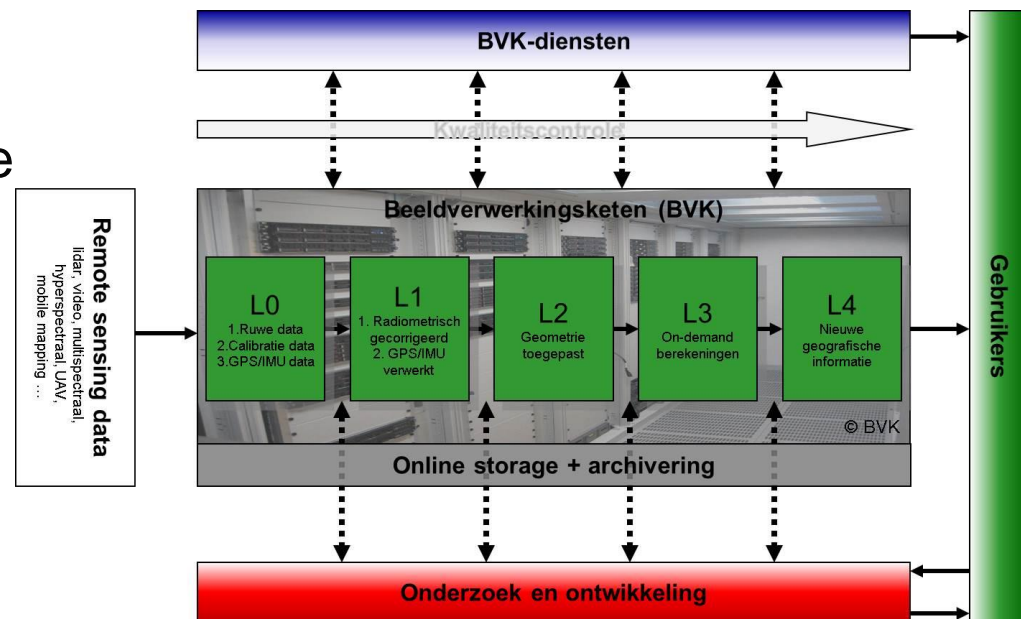 BVK-diensten
Kwaliteitscontrole
e
Remote sensing data
lidar, video, multispectraal,
hyperspectraal, UAV,
mobile mapping ...
Beeldverwerkingsketen (BVK)
L0
1.Ruwe data
2.Calibratie data
3.GPS/IMU data
L1
1. Radiometrisch
gecorrigeerd
2. GPS/IMU
verwerkt
L2
Geometrie
toegepast
L3
On-demand
berekeningen
L4
Nieuwe
geografische
informatie
© BVK
Online storage + archivering
Onderzoek en ontwikkeling
Gebruikers